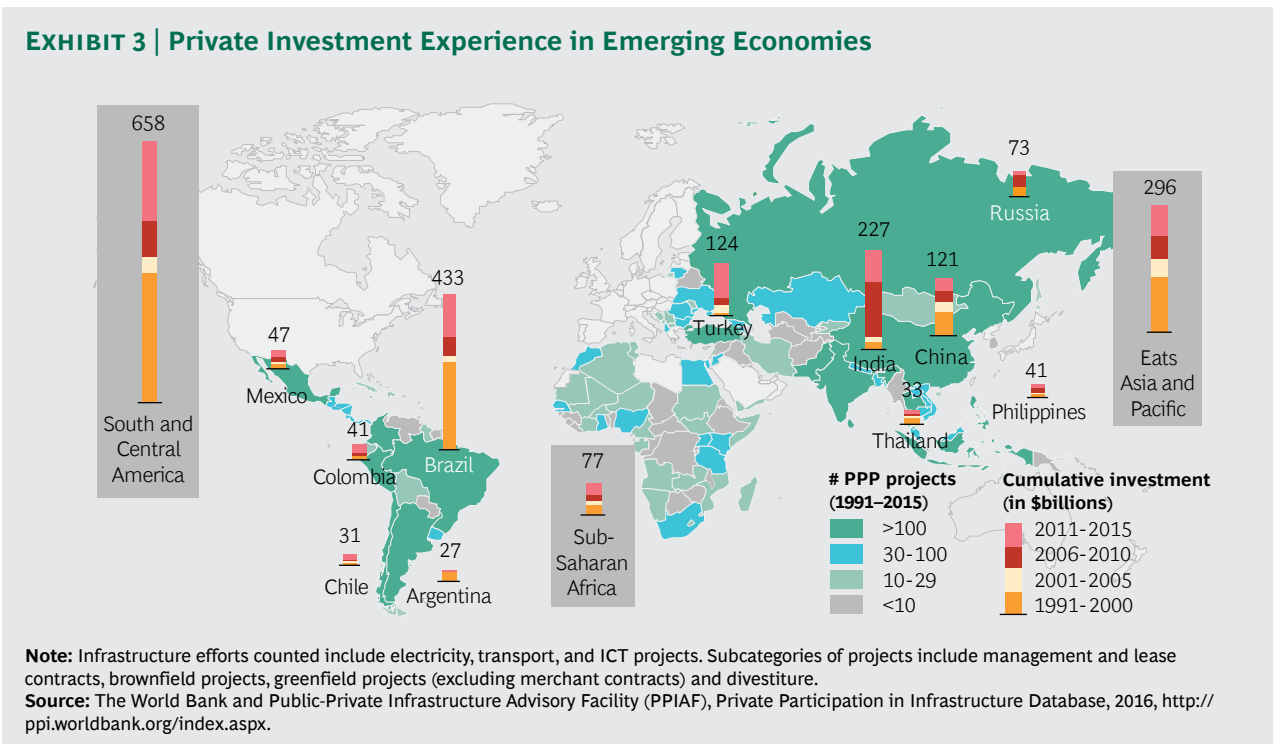 EXHIBIT 3 | Private Investment Experience in Emerging Economies
658
South and
Central
America
47
Mexico
433
Brazil
41
Colombia
31
Chile
27
Argentina
77
Sub-
Saharan
Africa
124
Turkey
227
India
121
China
73
Russia
33
Thailand
41
Philippines
296
Eats
Asia and
Pacific
# PPP projects
(1991–2015)
>100
30-100
10-29
<10
Cumulative investment
(in $billions)
2011-2015
2006-2010
2001-2005
1991-2000
Note: Infrastructure efforts counted include electricity, transport, and ICT projects. Subcategories of projects include management and lease
contracts, brownfield projects, greenfield projects (excluding merchant contracts) and divestiture.
Source: The World Bank and Public-Private Infrastructure Advisory Facility (PPIAF), Private Participation in Infrastructure Database, 2016, http://
ppi.worldbank.org/index.aspx.